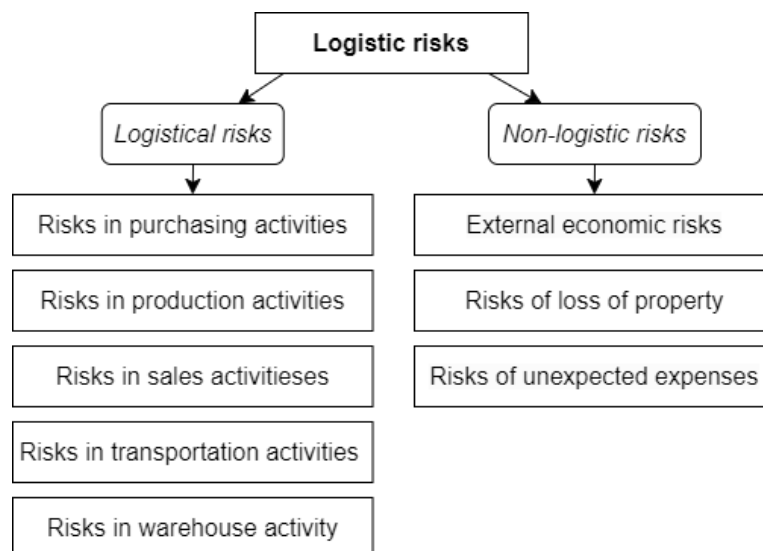 Logistic risks
Logistical risks
Non-logistic risks
Risks in purchasing activities
Risks in production activities
Risks in sales activitieses
Risks in transportation activities
Risks in warehouse activity
External economic risks
Risks of loss of property
Risks of unexpected expenses